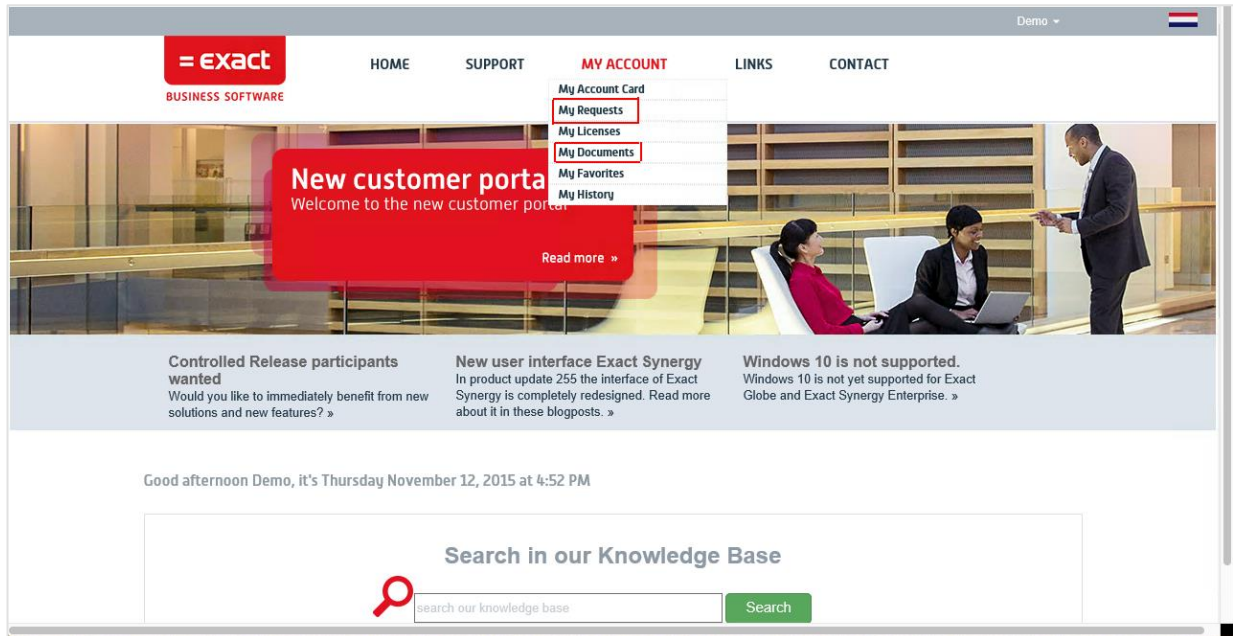 Demo
= exact
BUSINESS SOFTWARE
HOME SUPPORT MY ACCOUNT LINKS CONTACT
My Account Card
My Requests
My Licenses
My Documents
My Favorites
My History
New customer porta
Welcome to the new customer portal
Read more »
Controlled Release participants
wanted
Would you like to immediately benefit from new
solutions and new features? »
New user interface Exact Synergy
In product update 255 the interface of Exact
Synergy is completely redesigned. Read more
about it in these blogposts. »
Windows 10 is not supported.
Windows 10 is not yet supported for Exact
Globe and Exact Synergy Enterprise. »
Good afternoon Demo, it's Thursday November 12, 2015 at 4:52 PM
Search in our Knowledge Base
search our knowledge base
Search